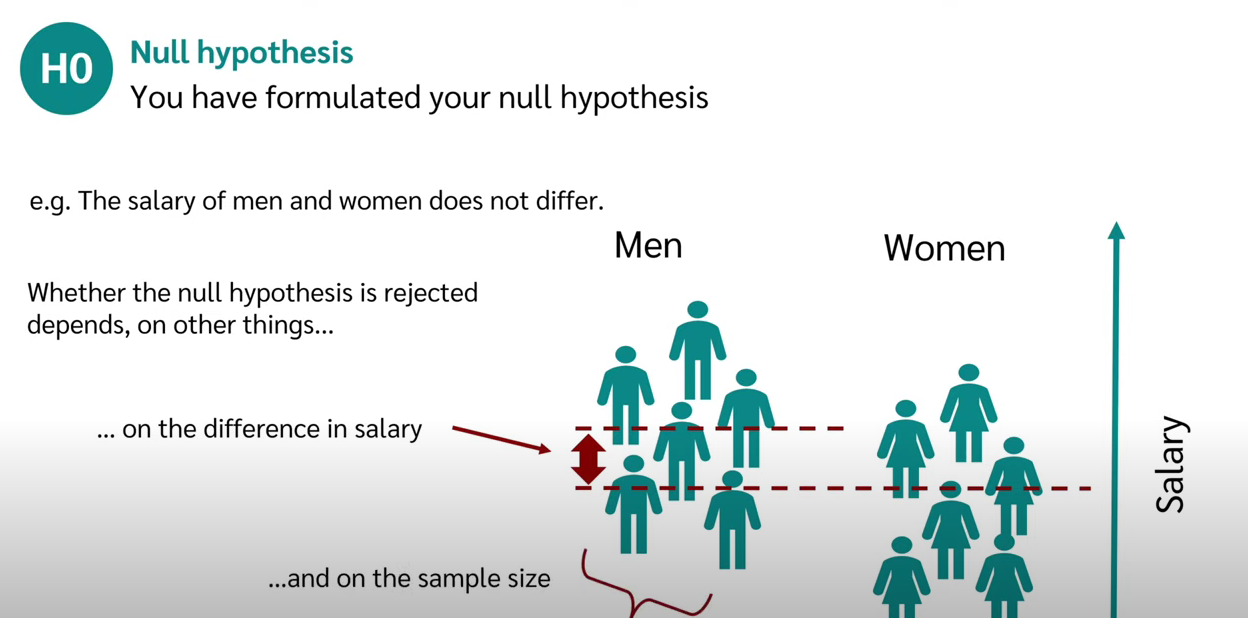 H0
Null hypothesis
You have formulated your null hypothesis
e.g. The salary of men and women does not differ.
Men
Women
Whether the null hypothesis is rejected
depends, on other things...
... on the difference in salary
Salary
...and on the sample size